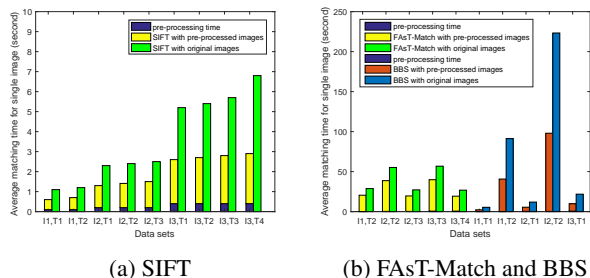 Average matching time for single image (second)
10
9
8
7
6
5
4
3
2
1
0
pre-processing time
SIFT with pre-processed images
SIFT with original images
I1,T1 I1,T2 I2,T1 I2,T2 I2,T3 I3,T1 I3,T2 I3,T3 I3,T4
Data sets
(a) SIFT
Average matching time for single image (second)
250
200
150
100
50
0
pre-processing time
FAsT-Match with pre-processed images
FAsT-Match with original images
pre-processing time
BBS with pre-processed images
BBS with original images
I1,T2 I2,T2 I2,T3 I3,T2 I3,T4 I1,T1 I1,T2 I2,T1 I2,T2 I3,T1
Data sets
(b) FAsT-Match and BBS